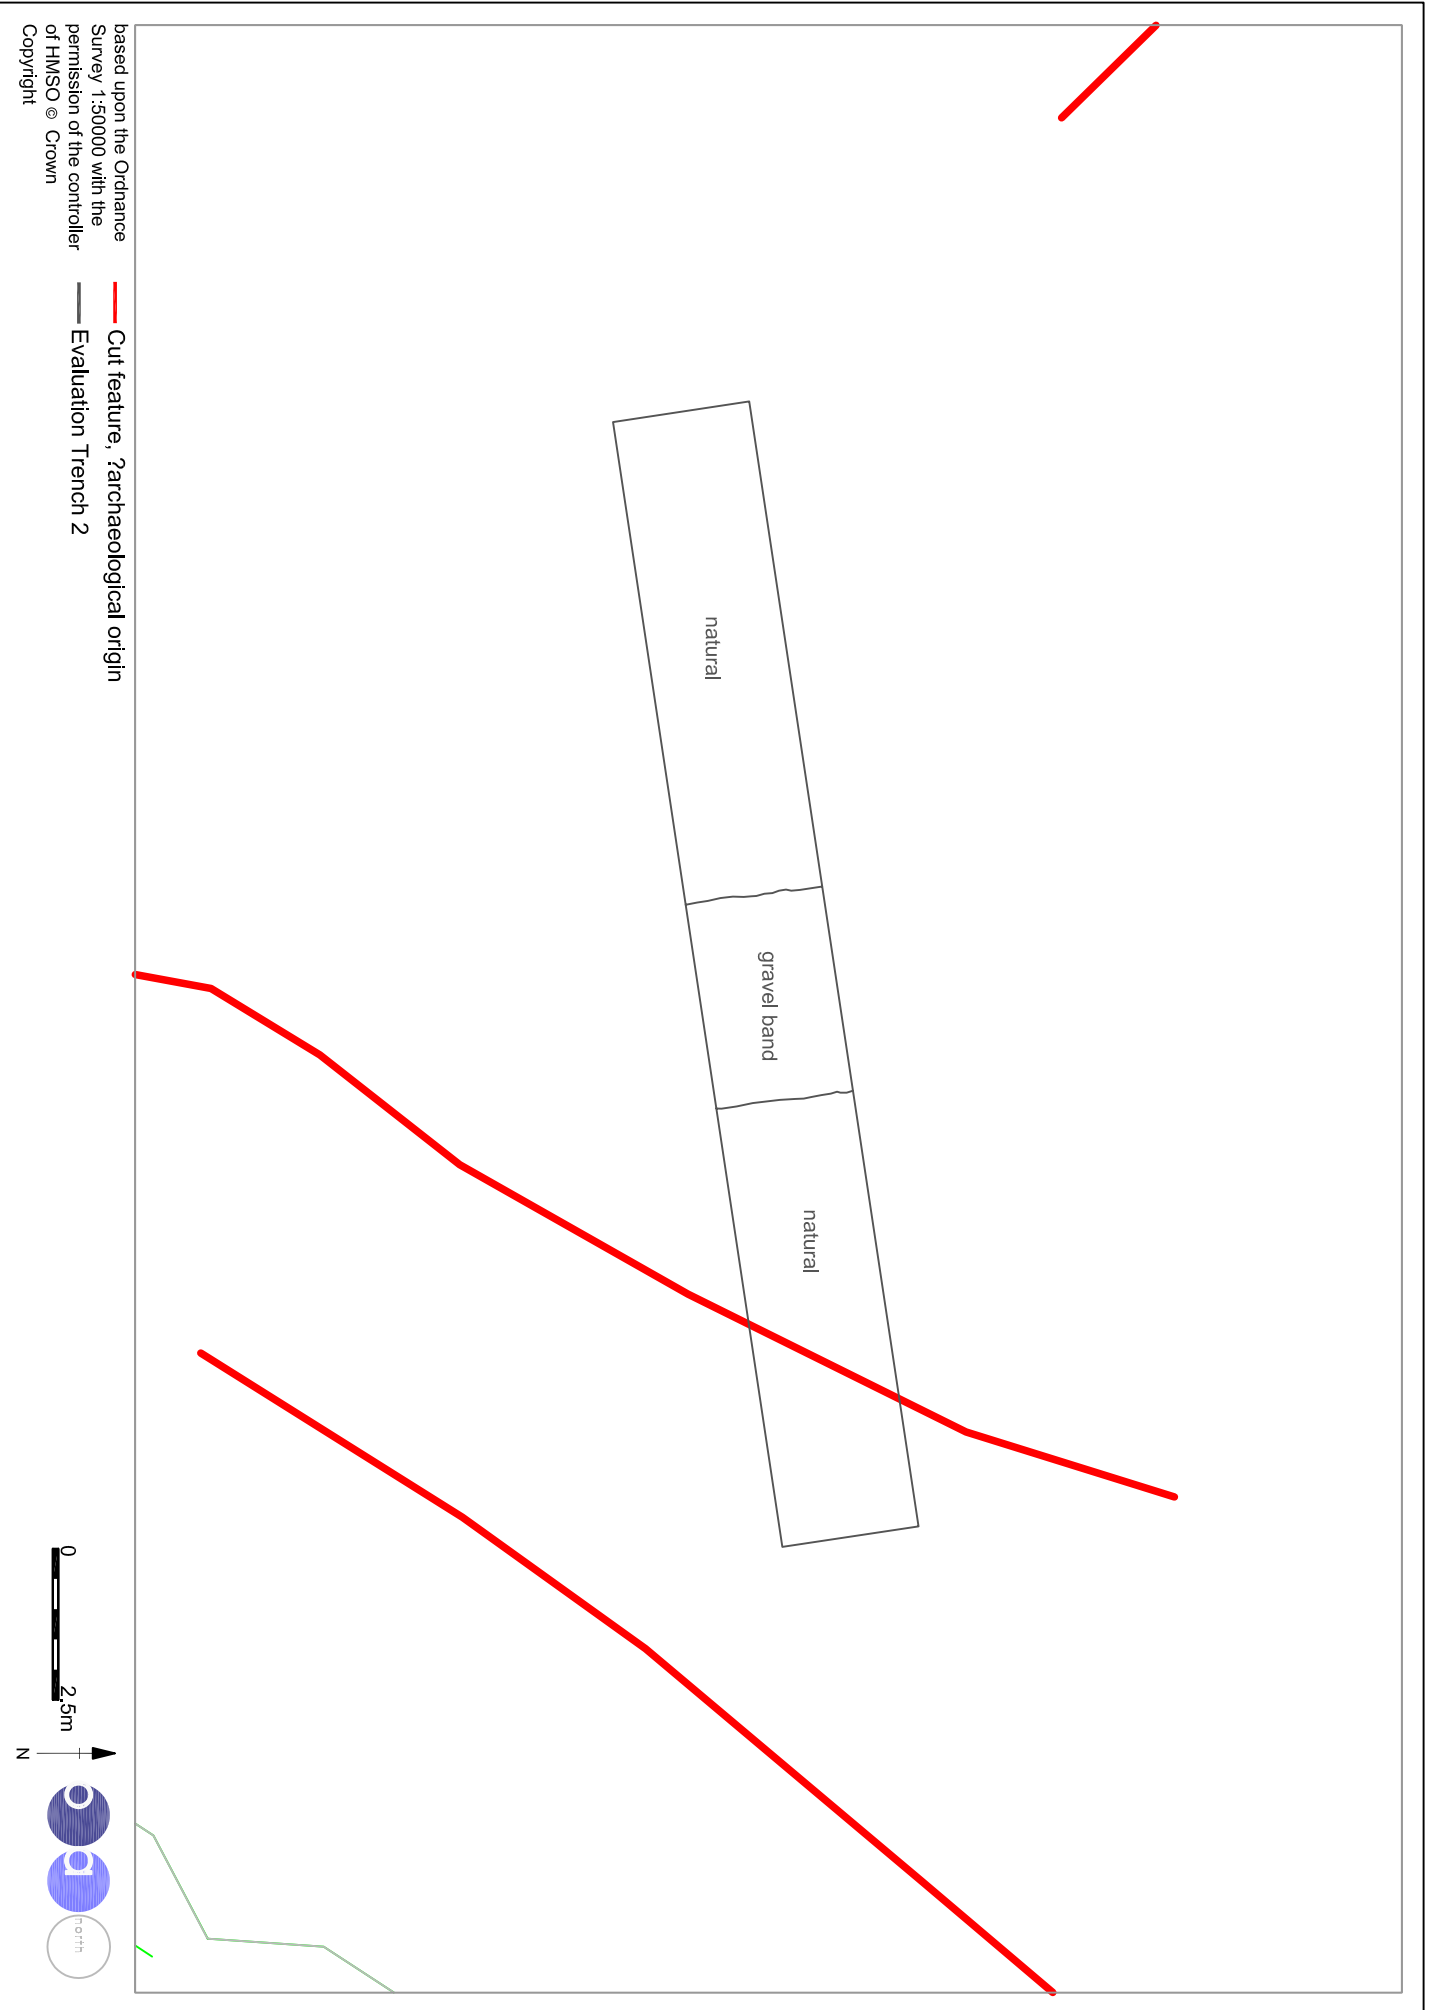 natural
gravel band
natural
based upon the Ordnance
Survey 1:50000 with the
permission of the controller
of HMSO © Crown
Copyright
Cut feature, ?archaeological origin
Evaluation Trench 2
0 2.5m
N
o a north